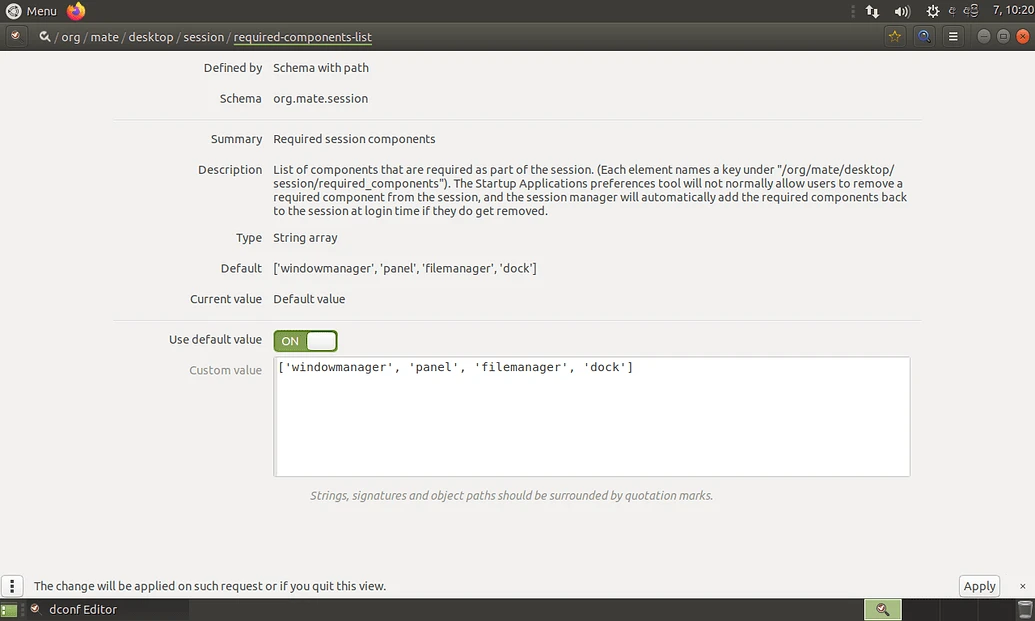 Menu
7, 10:20
/ org / mate / desktop / session / required-components-list
Defined by Schema with path
Schema org.mate.session
Summary Required session components
Description List of components that are required as part of the session. (Each element names a key under "/org/mate/desktop/
session/required_components"). The Startup Applications preferences tool will not normally allow users to remove a
required component from the session, and the session manager will automatically add the required components back
to the session at login time if they do get removed.
Type String array
Default ['windowmanager', 'panel', 'filemanager', 'dock']
Current value Default value
Use default value ON
Custom value ['windowmanager', 'panel', 'filemanager', 'dock']
Strings, signatures and object paths should be surrounded by quotation marks.
The change will be applied on such request or if you quit this view. Apply ×
dconf Editor